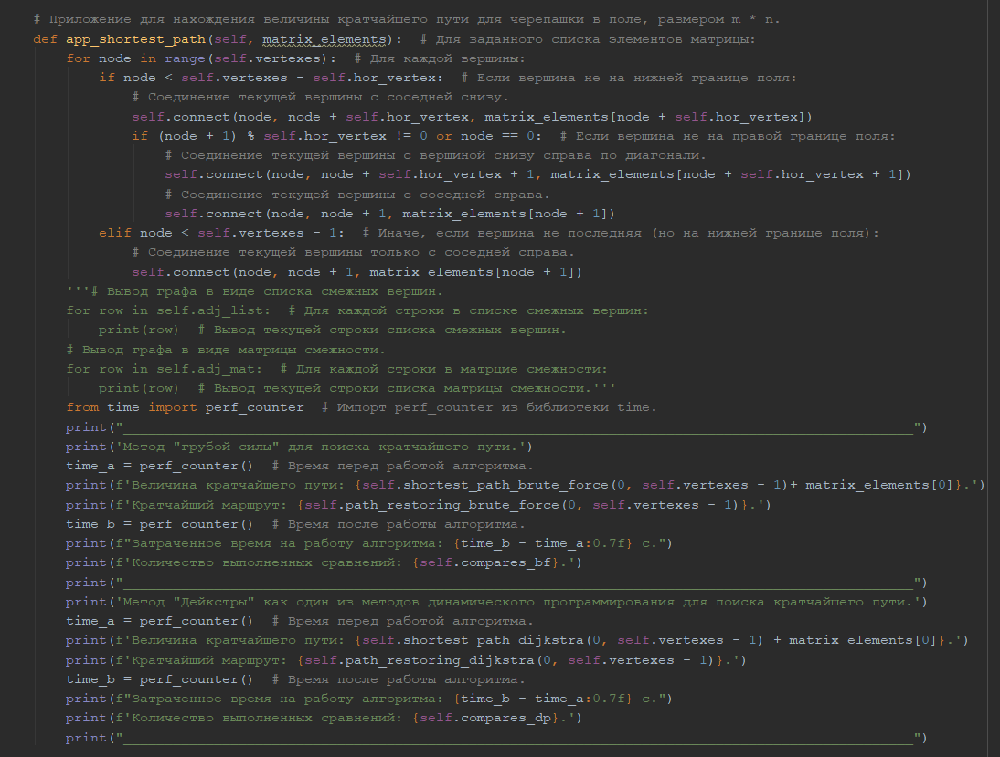 # Приложение для нахождения величины кратчайшего пути для черепашки в поле, размером m * n.
def app_shortest_path(self, matrix_elements):  # Для заданного списка элементов матрицы:
    for node in range(self.vertexes):  # Для каждой вершины:
        if node < self.vertexes - self.hor_vertex:  # Если вершина не на нижней границе поля:
            # Соединение текущей вершины с соседней снизу.
            self.connect(node, node + self.hor_vertex, matrix_elements[node + self.hor_vertex])
            if (node + 1) % self.hor_vertex != 0 or node == 0:  # Если вершина не на правой границе поля:
                # Соединение текущей вершины с вершиной снизу справа по диагонали.
                self.connect(node, node + self.hor_vertex + 1, matrix_elements[node + self.hor_vertex + 1])
                # Соединение текущей вершины с соседней справа.
                self.connect(node, node + 1, matrix_elements[node + 1])
        elif node < self.vertexes - 1:  # Иначе, если вершина не последняя (но на нижней границе поля):
            # Соединение текущей вершины только с соседней справа.
            self.connect(node, node + 1, matrix_elements[node + 1])
    '''# Вывод графа в виде списка смежных вершин.
    for row in self.adj_list:  # Для каждой строки в списке смежных вершин:
        print(row)  # Вывод текущей строки списка смежных вершин.
    # Вывод графа в виде матрицы смежности.
    for row in self.adj_mat:  # Для каждой строки в матрцие смежности:
        print(row)  # Вывод текущей строки списка матрицы смежности.'''
    from time import perf_counter  # Импорт perf_counter из библиотеки time.
    print("________________________________________________________________________________________________")
    print('Метод "грубой силы" для поиска кратчайшего пути.')
    time_a = perf_counter()  # Время перед работой алгоритма.
    print(f'Величина кратчайшего пути: {self.shortest_path_brute_force(0, self.vertexes - 1)+ matrix_elements[0]}.')
    print(f'Кратчайший маршрут: {self.path_restoring_brute_force(0, self.vertexes - 1)}.')
    time_b = perf_counter()  # Время после работы алгоритма.
    print(f"Затраченное время на работу алгоритма: {time_b - time_a:0.7f} с.")
    print(f'Количество выполненных сравнений: {self.compares_bf}.')
    print("________________________________________________________________________________________________")
    print('Метод "Дейкстры" как один из методов динамического программирования для поиска кратчайшего пути.')
    time_a = perf_counter()  # Время перед работой алгоритма.
    print(f'Величина кратчайшего пути: {self.shortest_path_dijkstra(0, self.vertexes - 1) + matrix_elements[0]}.')
    print(f'Кратчайший маршрут: {self.path_restoring_dijkstra(0, self.vertexes - 1)}.')
    time_b = perf_counter()  # Время после работы алгоритма.
    print(f"Затраченное время на работу алгоритма: {time_b - time_a:0.7f} с.")
    print(f'Количество выполненных сравнений: {self.compares_dp}.')
    print("________________________________________________________________________________________________")